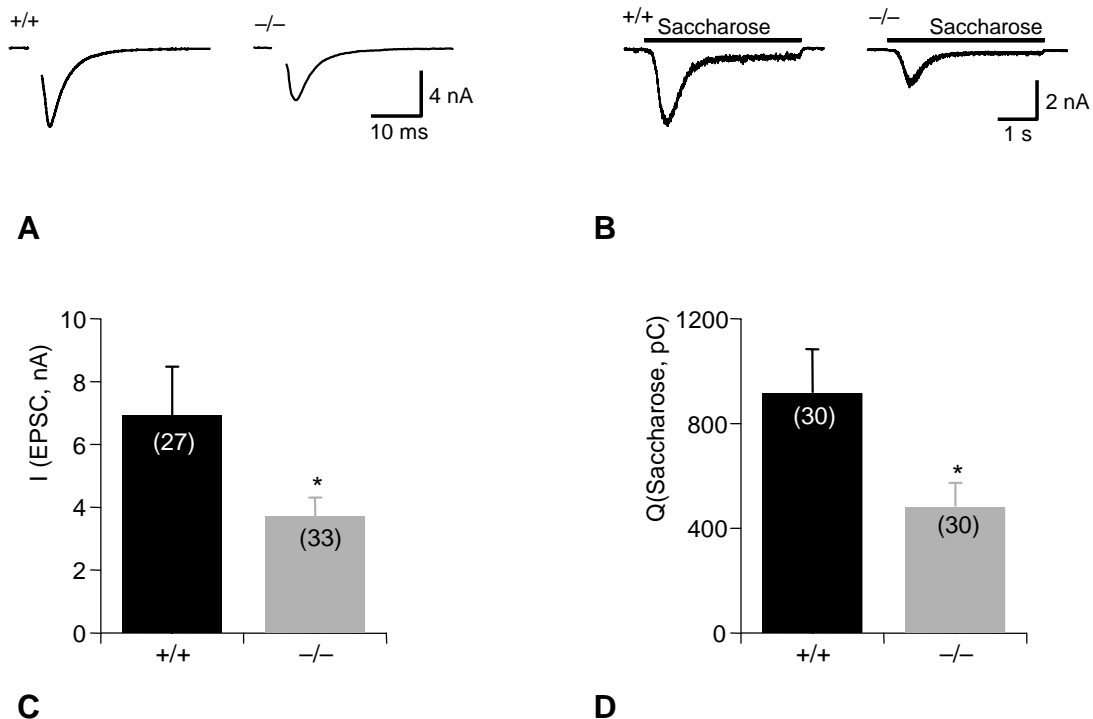 +/+
–/–
4 nA
10 ms
A
+/+
Saccharose
–/–
Saccharose
2 nA
1 s
B
I (EPSC, nA)
10
8
6
4
2
0
(27)
*
(33)
+/+
–/–
C
Q(Saccharose, pC)
1200
800
400
0
(30)
*
(30)
+/+
–/–
D